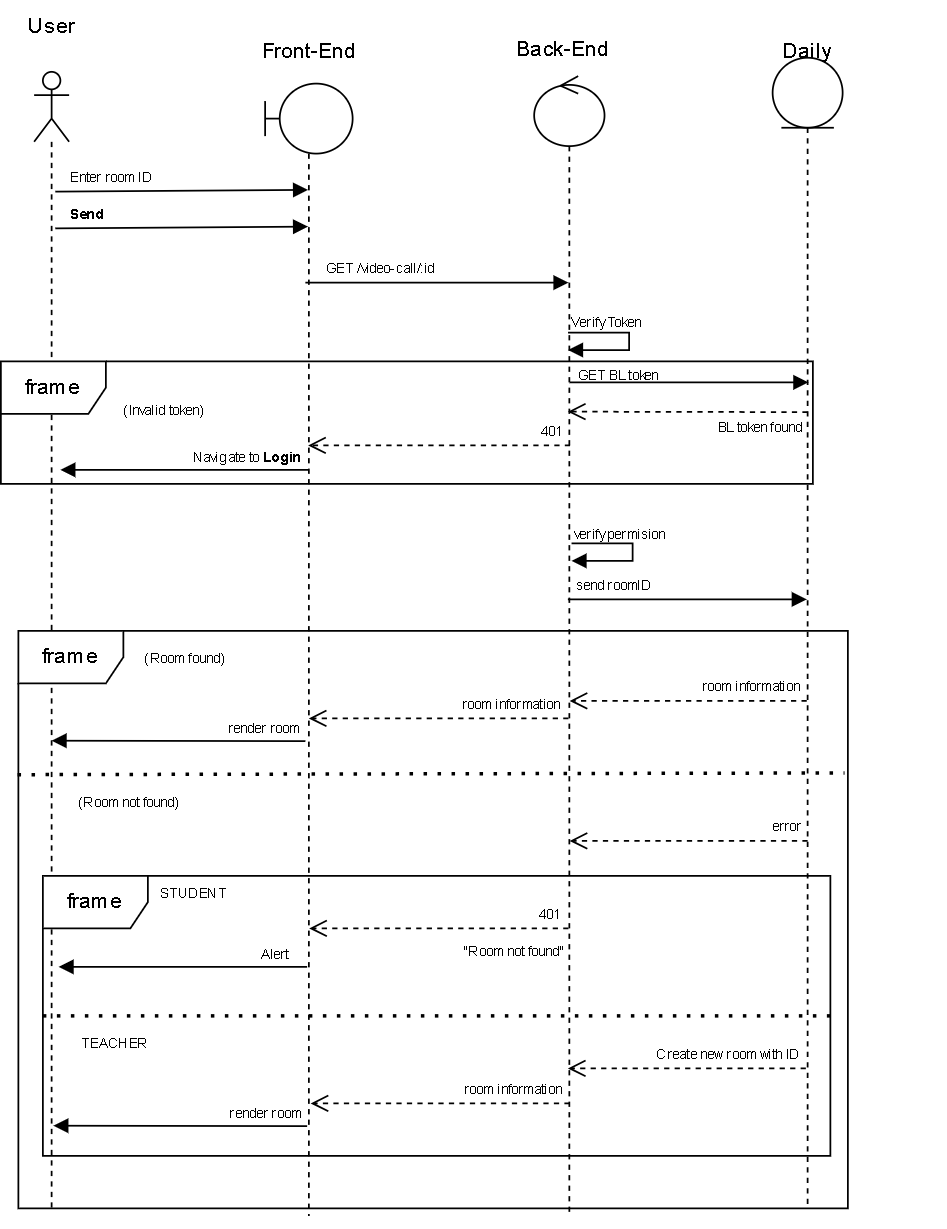 User
Front-End
Back-End
Daily
Enter room ID
Send
GET /video-call/:id
Verify Token
frame
GET BL token
(Invalid token)
BL token found
401
Navigate to Login
verify permision
send roomID
frame
(Room found)
room information
room information
render room
(Room not found)
error
frame
STUDENT
401
"Room not found"
Alert
TEACHER
Create new room with ID
room information
render room